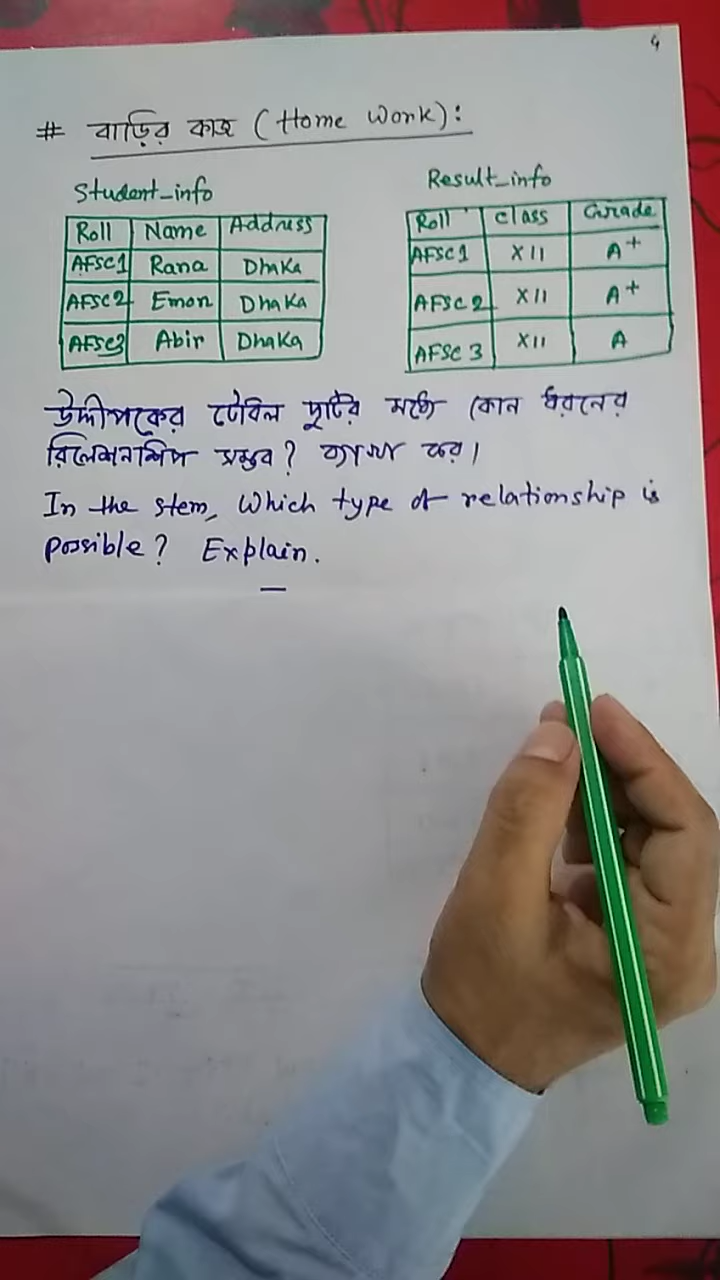 4
# বাড়ির কাজ (Home Work):
Student_info
Roll Name Address
AFSC1 Rana Dhaka
AFSC2 Emon Dhaka
AFSC3 Abir Dhaka
Result_info
Roll Class Grade
AFSC1 XII A+
AFSC2 XII A+
AFSC3 XII A
উদ্দীপকের টেবিল দুটির মধ্যে কোন ধরনের
রিলেশনশিপ সম্ভব? ব্যাখ্যা কর।
In the stem, Which type of relationship is
possible? Explain.